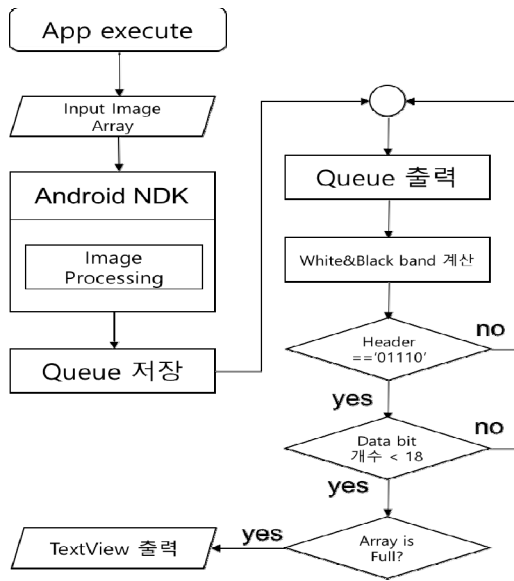 App execute
Input Image
Array
Android NDK
Image
Processing
Queue 저장
Queue 출력
White&Black band 계산
Header
=='01110'
no
yes
Data bit
개수 < 18
no
yes
Array is
Full?
yes
TextView 출력